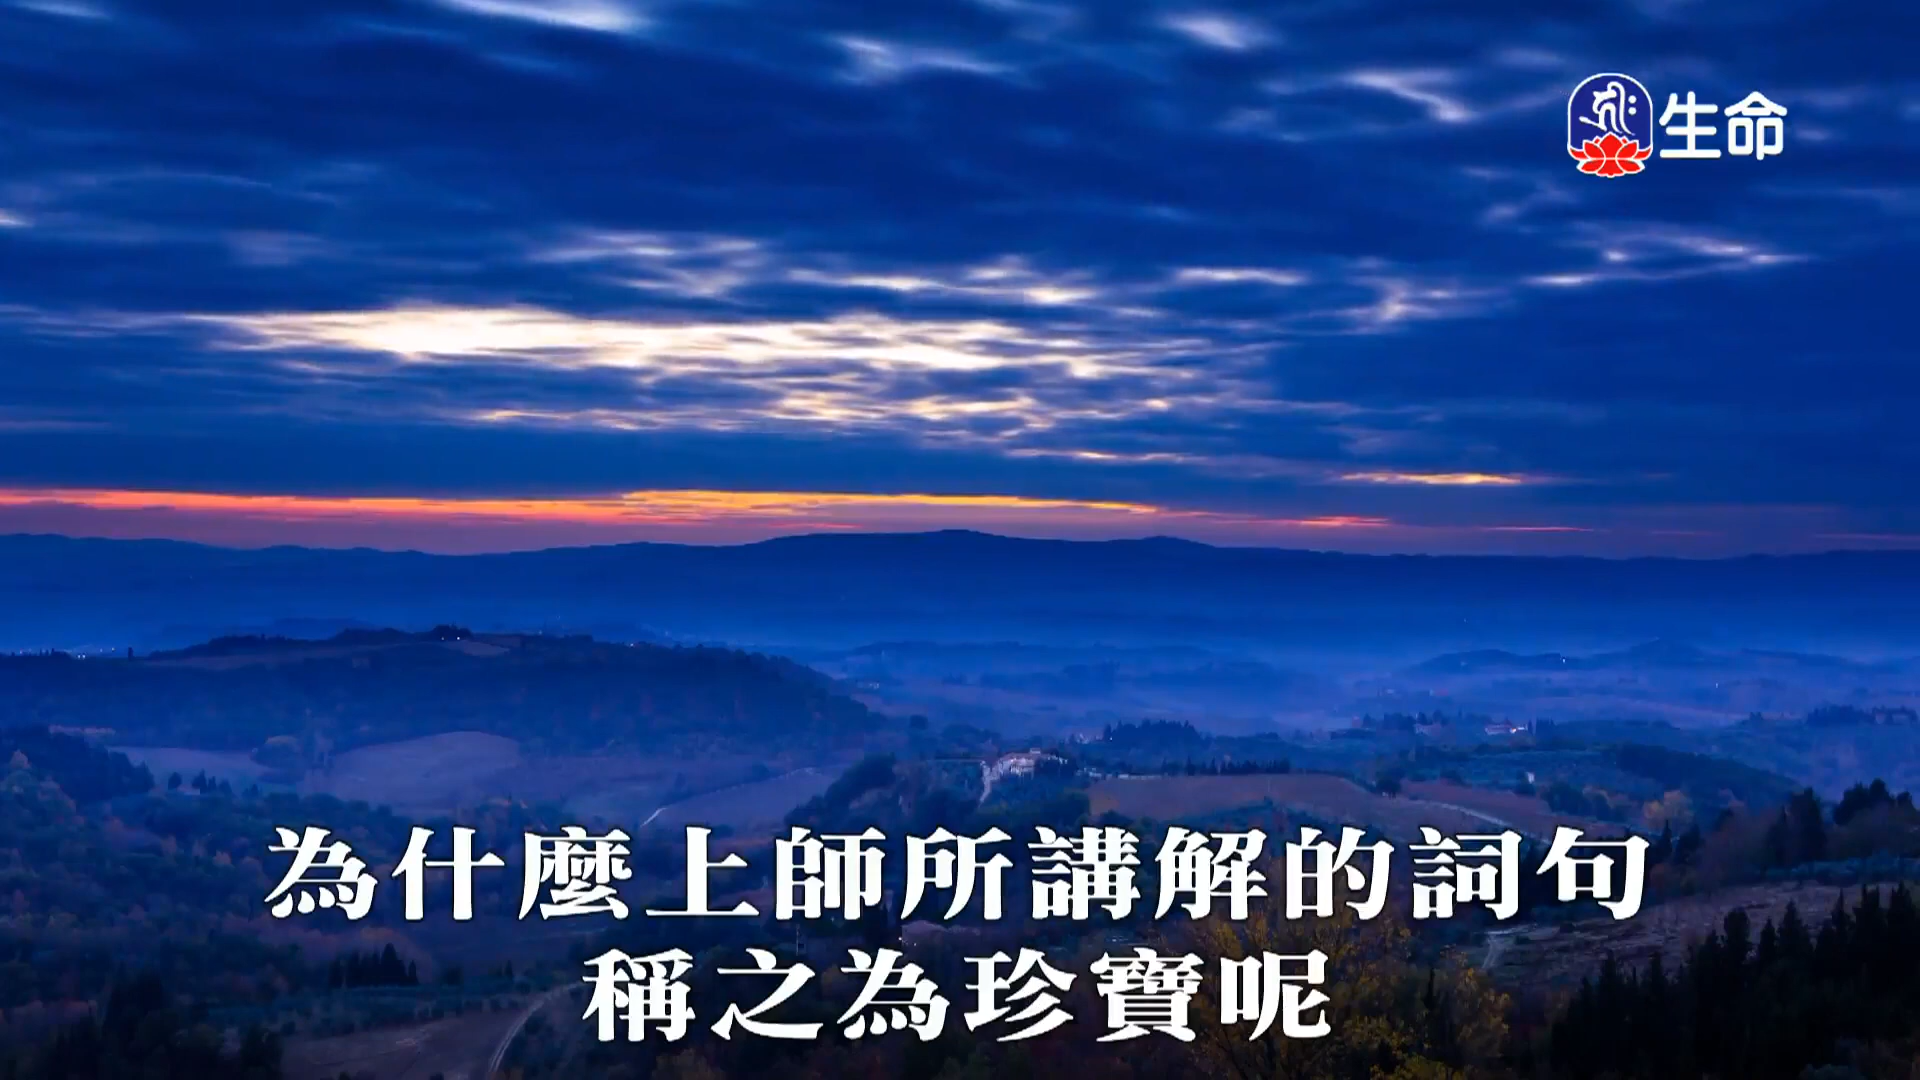 生命
為什麼上師所講解的詞句
稱之為珍寶呢